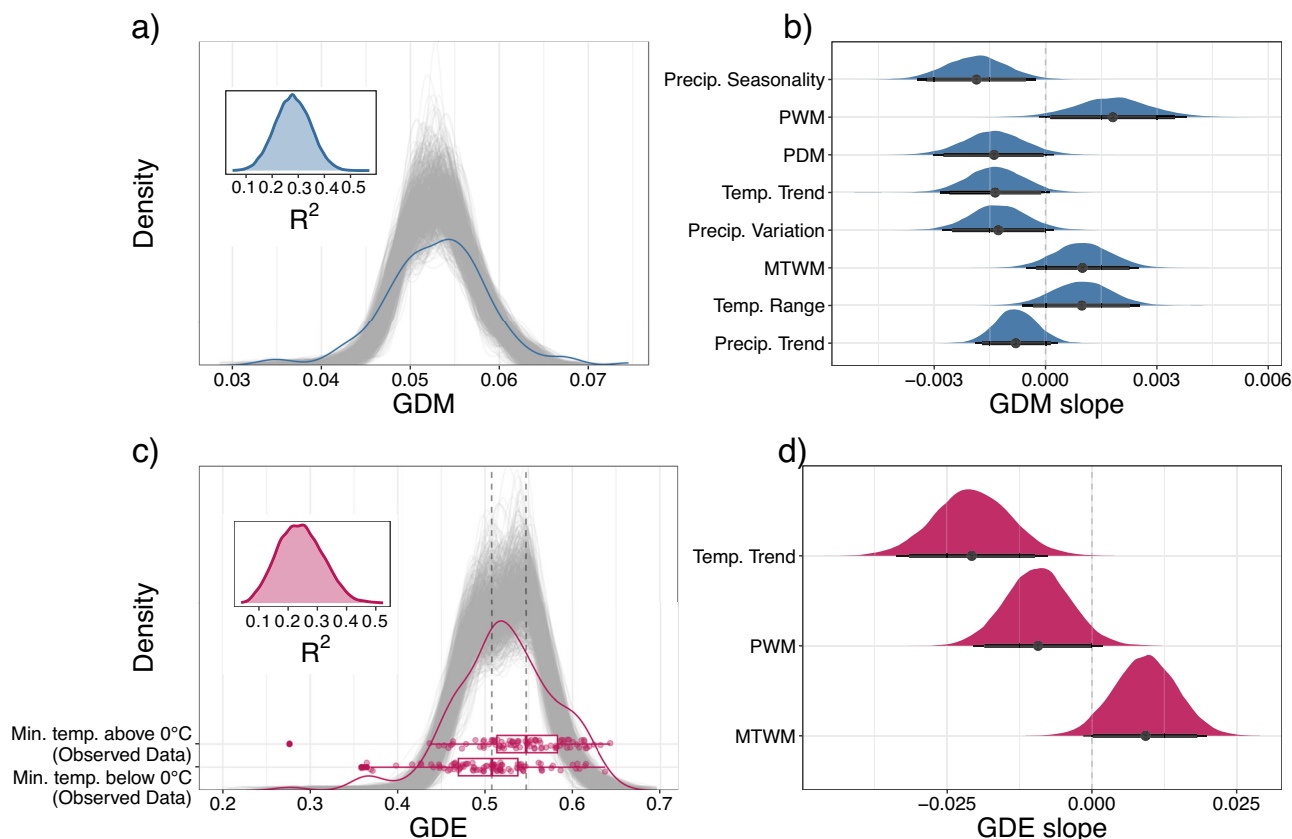 a)
Density
0.1 0.2 0.3 0.4 0.5
R²
0.03 0.04 0.05 0.06 0.07
GDM
b)
Precip. Seasonality
PWM
PDM
Temp. Trend
Precip. Variation
MTWM
Temp. Range
Precip. Trend
−0.003 0.000 0.003 0.006
GDM slope
c)
Density
0.1 0.2 0.3 0.4 0.5
R²
Min. temp. above 0°C
(Observed Data)
Min. temp. below 0°C
(Observed Data)
0.2 0.3 0.4 0.5 0.6 0.7
GDE
d)
Temp. Trend
PWM
MTWM
−0.025 0.000 0.025
GDE slope